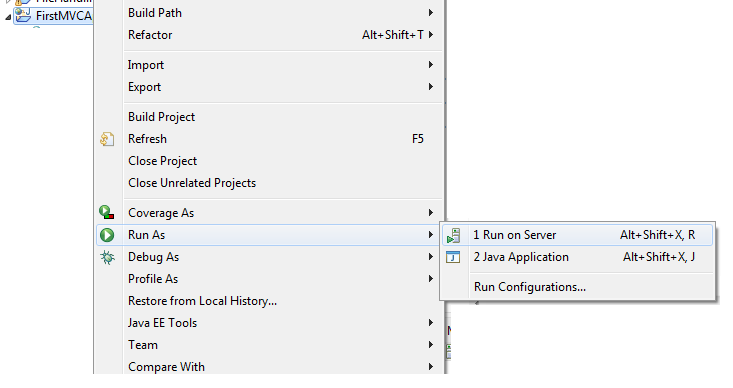 FirstMVCA
Build Path
Refactor Alt+Shift+T
Import
Export
Build Project
Refresh F5
Close Project
Close Unrelated Projects
Coverage As
Run As
1 Run on Server Alt+Shift+X, R
Debug As
2 Java Application Alt+Shift+X, J
Profile As
Run Configurations...
Restore from Local History...
Java EE Tools
Team
Compare With